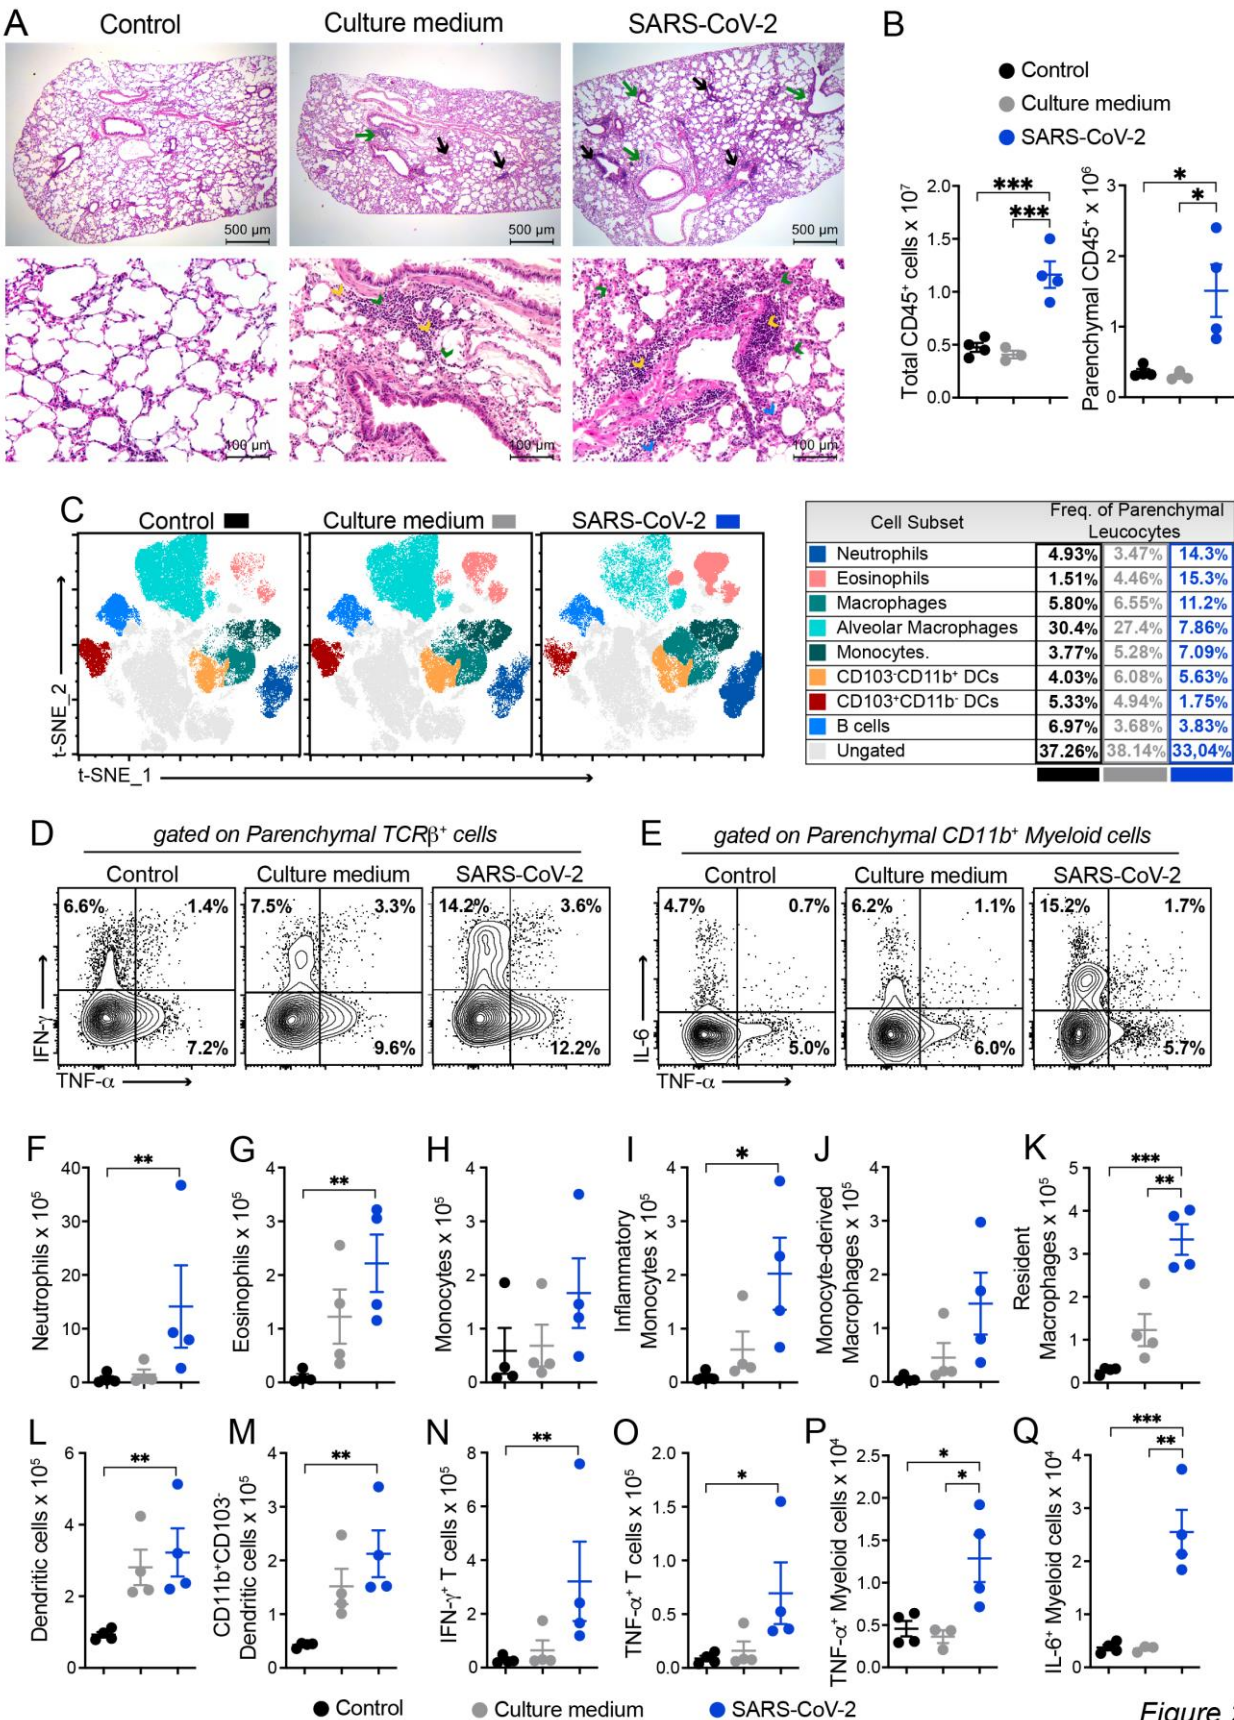 A
Control
Culture medium
SARS-CoV-2
500 µm
500 µm
500 µm
100 µm
100 µm
100 µm
B
Control
Culture medium
SARS-CoV-2
Total CD45⁺ cells x 10⁷
2.0
1.5
1.0
0.5
0.0
***
***
Parenchymal CD45⁺ x 10⁶
3
2
1
0
*
*
C
Control
Culture medium
SARS-CoV-2
t-SNE_2
t-SNE_1
Cell Subset
Freq. of Parenchymal
Leucocytes
Neutrophils 4.93% 3.47% 14.3%
Eosinophils 1.51% 4.46% 15.3%
Macrophages 5.80% 6.55% 11.2%
Alveolar Macrophages 30.4% 27.4% 7.86%
Monocytes. 3.77% 5.28% 7.09%
CD103⁻CD11b⁺ DCs 4.03% 6.08% 5.63%
CD103⁺CD11b⁻ DCs 5.33% 4.94% 1.75%
B cells 6.97% 3.68% 3.83%
Ungated 37.26% 38.14% 33,04%
D
gated on Parenchymal TCRβ⁺ cells
Control
Culture medium
SARS-CoV-2
6.6% 1.4%
7.2%
7.5% 3.3%
9.6%
14.2% 3.6%
12.2%
IFN-γ
TNF-α
E
gated on Parenchymal CD11b⁺ Myeloid cells
Control
Culture medium
SARS-CoV-2
4.7% 0.7%
5.0%
6.2% 1.1%
6.0%
15.2% 1.7%
5.7%
IL-6
TNF-α
F
Neutrophils x 10⁵
40
30
20
10
0
**
G
Eosinophils x 10⁵
4
3
2
1
0
**
H
Monocytes x 10⁵
4
3
2
1
0
I
Inflammatory
Monocytes x 10⁵
4
3
2
1
0
*
J
Monocyte-derived
Macrophages x 10⁵
4
3
2
1
0
K
Resident
Macrophages x 10⁵
5
4
3
2
1
0
***
**
L
Dendritic cells x 10⁵
6
4
2
0
**
M
CD11b⁺CD103⁻
Dendritic cells x 10⁵
4
3
2
1
0
**
N
IFN-γ⁺ T cells x 10⁵
8
6
4
2
0
**
O
TNF-α⁺ T cells x 10⁵
2.0
1.5
1.0
0.5
0.0
*
P
TNF-α⁺ Myeloid cells x 10⁴
2.5
2.0
1.5
1.0
0.5
0.0
*
*
Q
IL-6⁺ Myeloid cells x 10⁴
4
3
2
1
0
***
**
Control
Culture medium
SARS-CoV-2
Figure